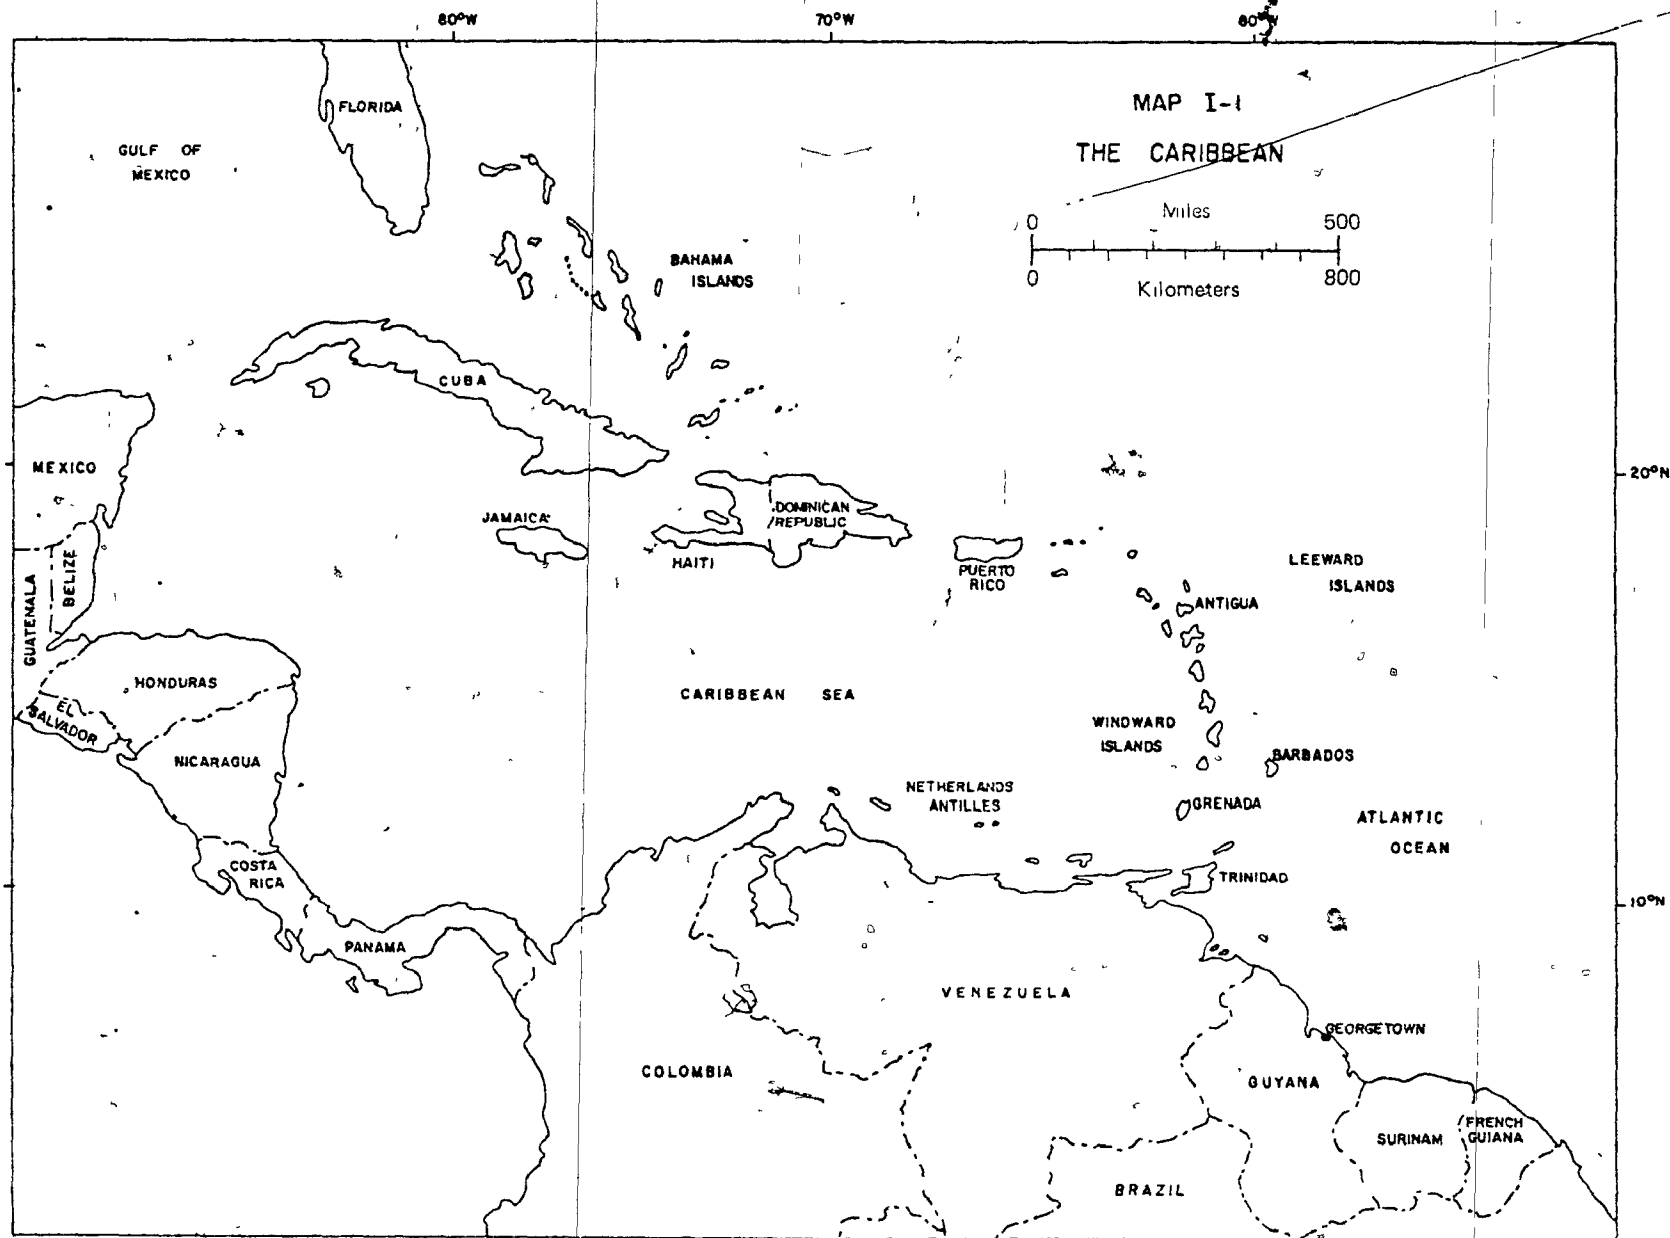 80°W 70°W 60°W
MAP I-1
THE CARIBBEAN
FLORIDA
GULF OF
MEXICO
0 Miles 500
0 Kilometers 800
BAHAMA
ISLANDS
CUBA
MEXICO
20°N
JAMAICA
DOMINICAN
REPUBLIC
HAITI
PUERTO
RICO
LEEWARD
ISLANDS
BELIZE
GUATEMALA
ANTIGUA
HONDURAS
CARIBBEAN SEA
EL
SALVADOR
WINDWARD
ISLANDS
NICARAGUA
BARBADOS
NETHERLANDS
ANTILLES
GRENADA
ATLANTIC
OCEAN
COSTA
RICA
TRINIDAD
10°N
PANAMA
VENEZUELA
GEORGETOWN
COLOMBIA
GUYANA
SURINAM
FRENCH
GUIANA
BRAZIL